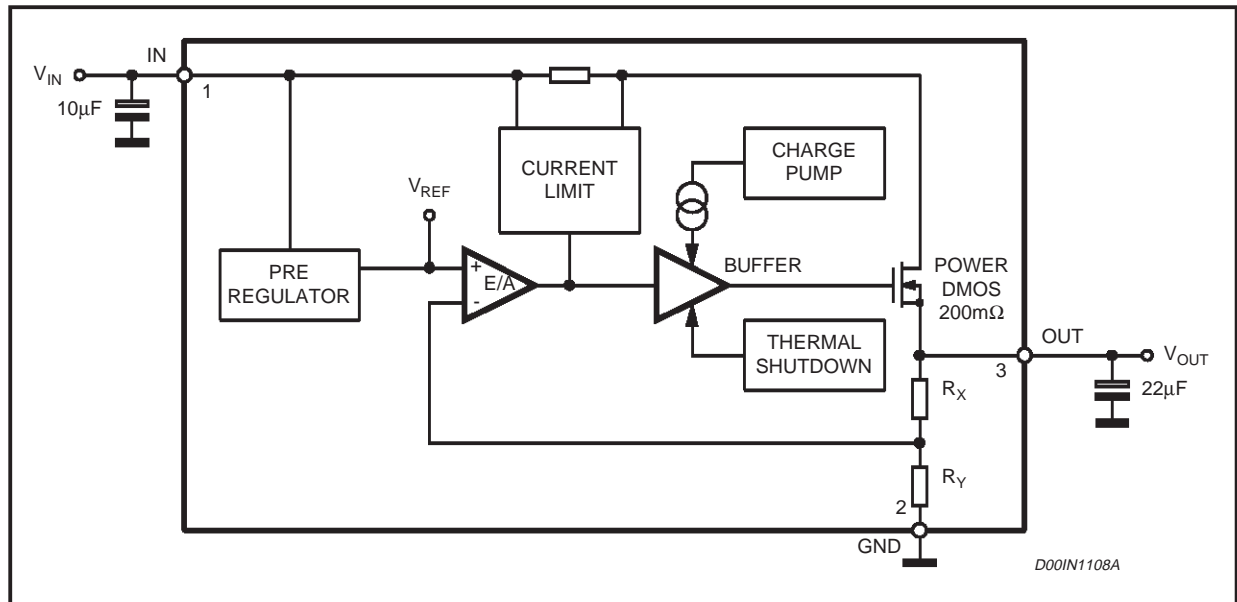 IN
V_IN
1
10µF
CHARGE
PUMP
CURRENT
LIMIT
V_REF
PRE
REGULATOR
+
E/A
-
BUFFER
POWER
DMOS
200mΩ
THERMAL
SHUTDOWN
OUT
3
V_OUT
R_X
22µF
R_Y
2
GND
D00IN1108A